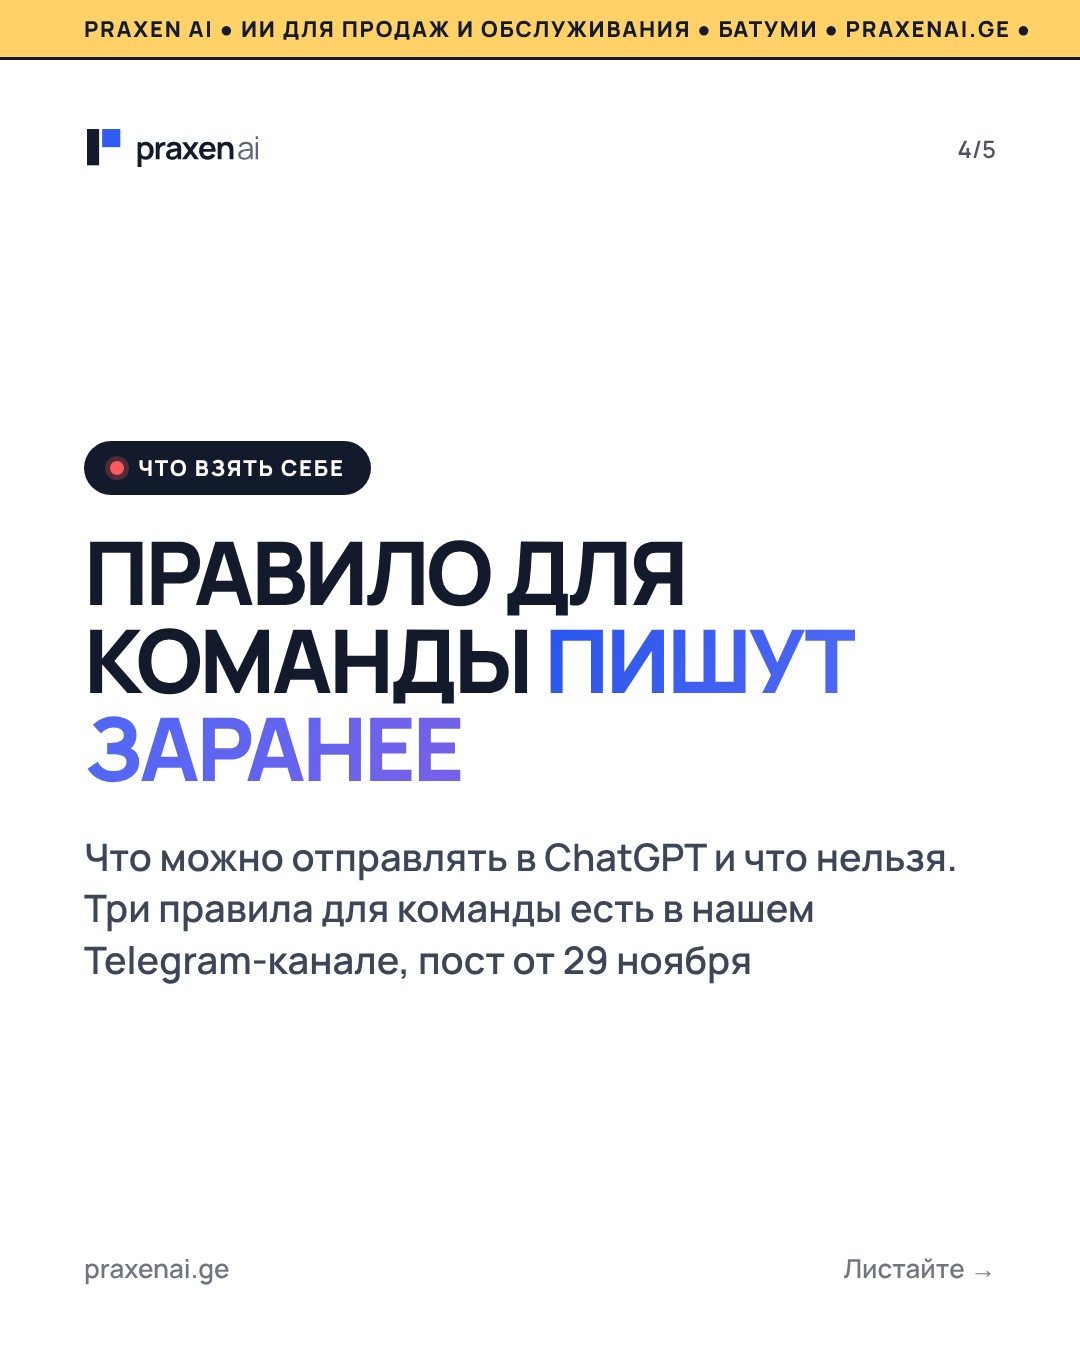 PRAXEN AI ● ИИ ДЛЯ ПРОДАЖ И ОБСЛУЖИВАНИЯ ● БАТУМИ ● PRAXENAI.GE ●
praxen ai
4/5
ЧТО ВЗЯТЬ СЕБЕ
ПРАВИЛО ДЛЯ
КОМАНДЫ ПИШУТ
ЗАРАНЕЕ
Что можно отправлять в ChatGPT и что нельзя.
Три правила для команды есть в нашем
Telegram-канале, пост от 29 ноября
praxenai.ge
Листайте →